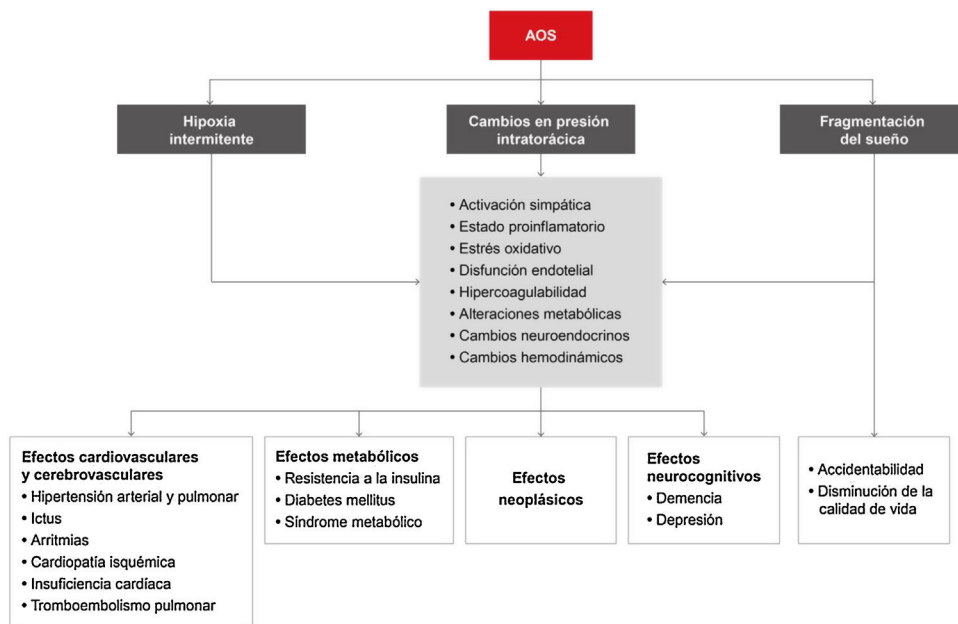 AOS
Hipoxia
intermitente
Cambios en presión
intratorácica
Fragmentación
del sueño
• Activación simpática
• Estado proinflamatorio
• Estrés oxidativo
• Disfunción endotelial
• Hipercoagulabilidad
• Alteraciones metabólicas
• Cambios neuroendocrinos
• Cambios hemodinámicos
Efectos cardiovasculares
y cerebrovasculares
• Hipertensión arterial y pulmonar
• Ictus
• Arritmias
• Cardiopatía isquémica
• Insuficiencia cardíaca
• Tromboembolismo pulmonar
Efectos metabólicos
• Resistencia a la insulina
• Diabetes mellitus
• Síndrome metabólico
Efectos
neoplásicos
Efectos
neurocognitivos
• Demencia
• Depresión
• Accidentabilidad
• Disminución de la
calidad de vida